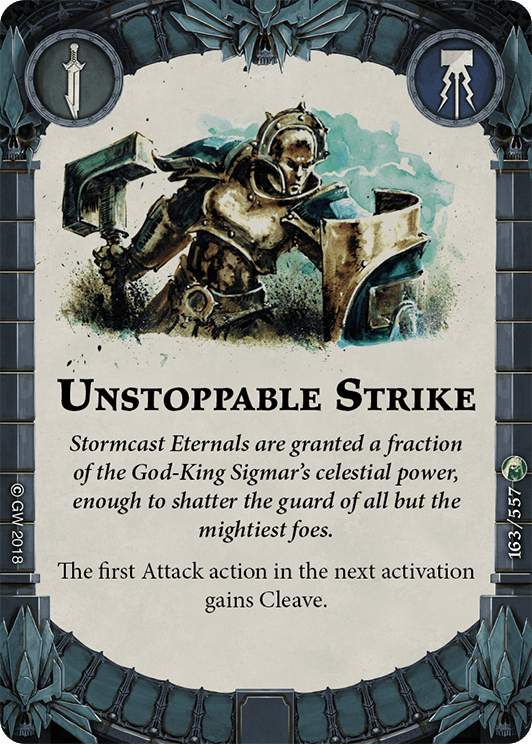 Unstoppable Strike
Stormcast Eternals are granted a fraction
of the God-King Sigmar’s celestial power,
enough to shatter the guard of all but the
mightiest foes.
The first Attack action in the next activation
gains Cleave.
© GW 2018
163/557